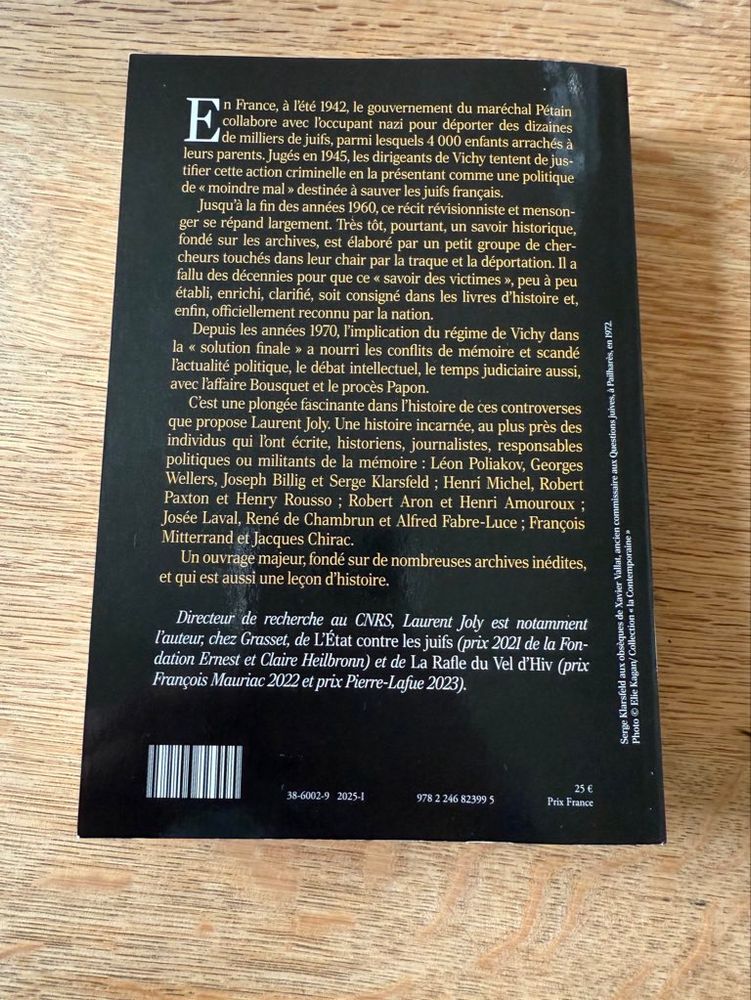 En France, à l'été 1942, le gouvernement du maréchal Pétain
collabore avec l'occupant nazi pour déporter des dizaines
de milliers de juifs, parmi lesquels 4 000 enfants arrachés à
leurs parents. Jugés en 1945, les dirigeants de Vichy tentent de jus-
tifier cette action criminelle en la présentant comme une politique
de « moindre mal » destinée à sauver les juifs français.
Jusqu'à la fin des années 1960, ce récit révisionniste et menson-
ger se répand largement. Très tôt, pourtant, un savoir historique,
fondé sur les archives, est élaboré par un petit groupe de cher-
cheurs touchés dans leur chair par la traque et la déportation. Il a
fallu des décennies pour que ce « savoir des victimes », peu à peu
établi, enrichi, clarifié, soit consigné dans les livres d'histoire et,
enfin, officiellement reconnu par la nation.
Depuis les années 1970, l'implication du régime de Vichy dans
la « solution finale » a nourri les conflits de mémoire et scandé
l'actualité politique, le débat intellectuel, le temps judiciaire aussi,
avec l'affaire Bousquet et le procès Papon.
C'est une plongée fascinante dans l'histoire de ces controverses
que propose Laurent Joly. Une histoire incarnée, au plus près des
individus qui l'ont écrite, historiens, journalistes, responsables
politiques ou militants de la mémoire : Léon Poliakov, Georges
Wellers, Joseph Billig et Serge Klarsfeld ; Henri Michel, Robert
Paxton et Henry Rousso ; Robert Aron et Henri Amouroux ;
Josée Laval, René de Chambrun et Alfred Fabre-Luce ; François
Mitterrand et Jacques Chirac.
Un ouvrage majeur, fondé sur de nombreuses archives inédites,
et qui est aussi une leçon d'histoire.
Directeur de recherche au CNRS, Laurent Joly est notamment
l'auteur, chez Grasset, de L'État contre les juifs (prix 2021 de la Fon-
dation Ernest et Claire Heilbronn) et de La Rafle du Vel d'Hiv (prix
François Mauriac 2022 et prix Pierre-Lafue 2023).
38-6002-9 2025-I
978 2 246 82399 5
25 €
Prix France
Serge Klarsfeld aux obsèques de Xavier Vallat, ancien commissaire aux Questions juives, à Pailharès, en 1972.
Photo © Elie Kagan/ Collection « la Contemporaine »